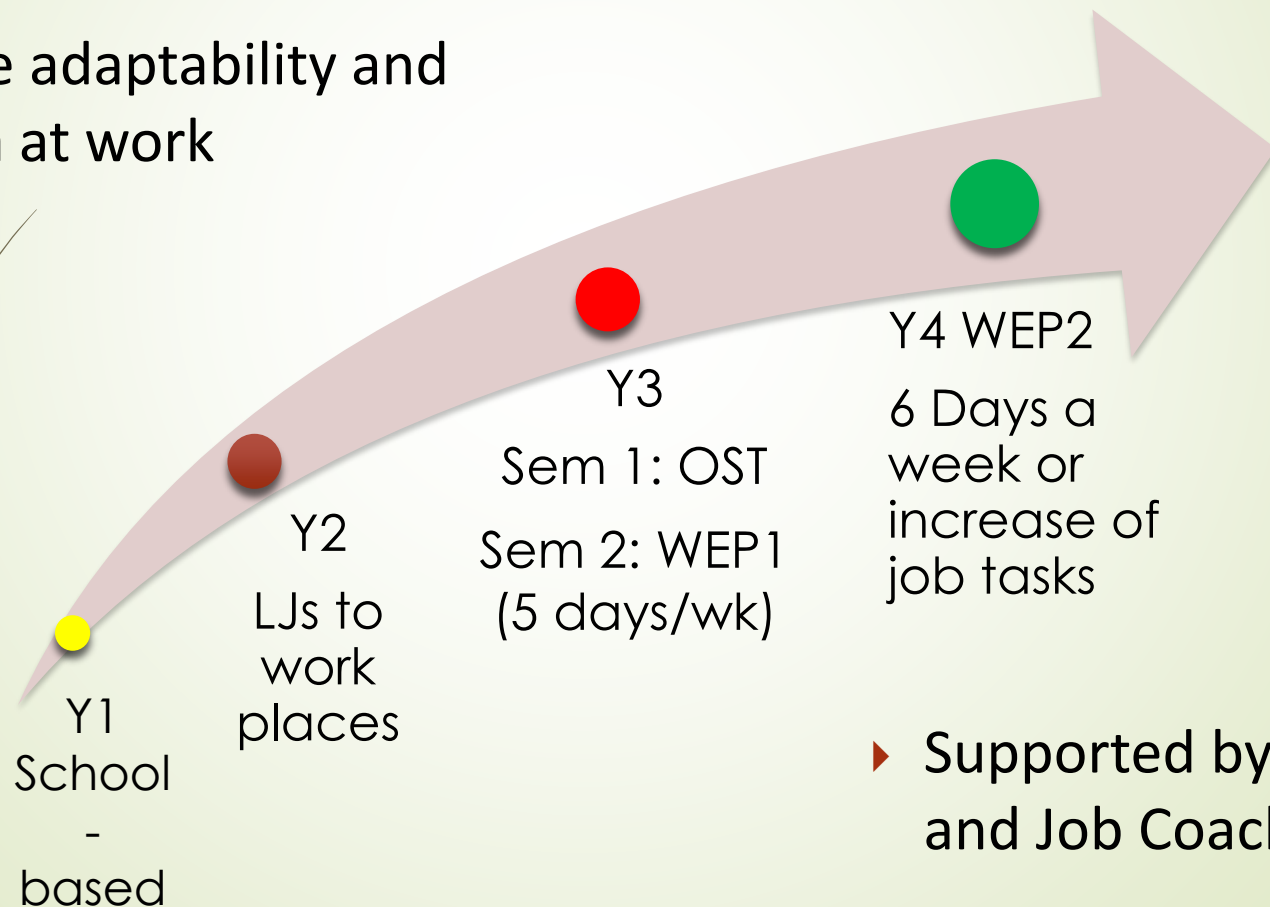 e adaptability and
at work
Y4 WEP2
6 Days a
week or
increase of
job tasks
Y3
Sem 1: OST
Sem 2: WEP1
(5 days/wk)
Y2
LJs to
work
places
Y1
School
-
based
Supported by
and Job Coach